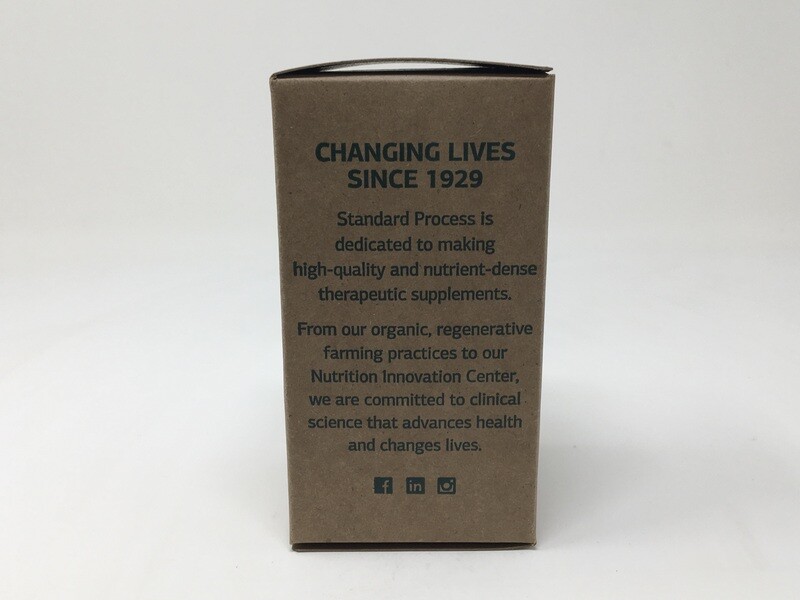 CHANGING LIVES
SINCE 1929
Standard Process is
dedicated to making
high-quality and nutrient-dense
therapeutic supplements.
From our organic, regenerative
farming practices to our
Nutrition Innovation Center,
we are committed to clinical
science that advances health
and changes lives.
f in